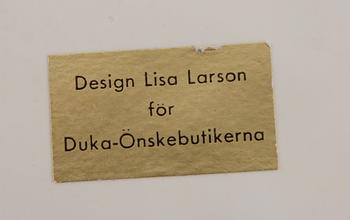 Design Lisa Larson
för
Duka-Önskebutikerna